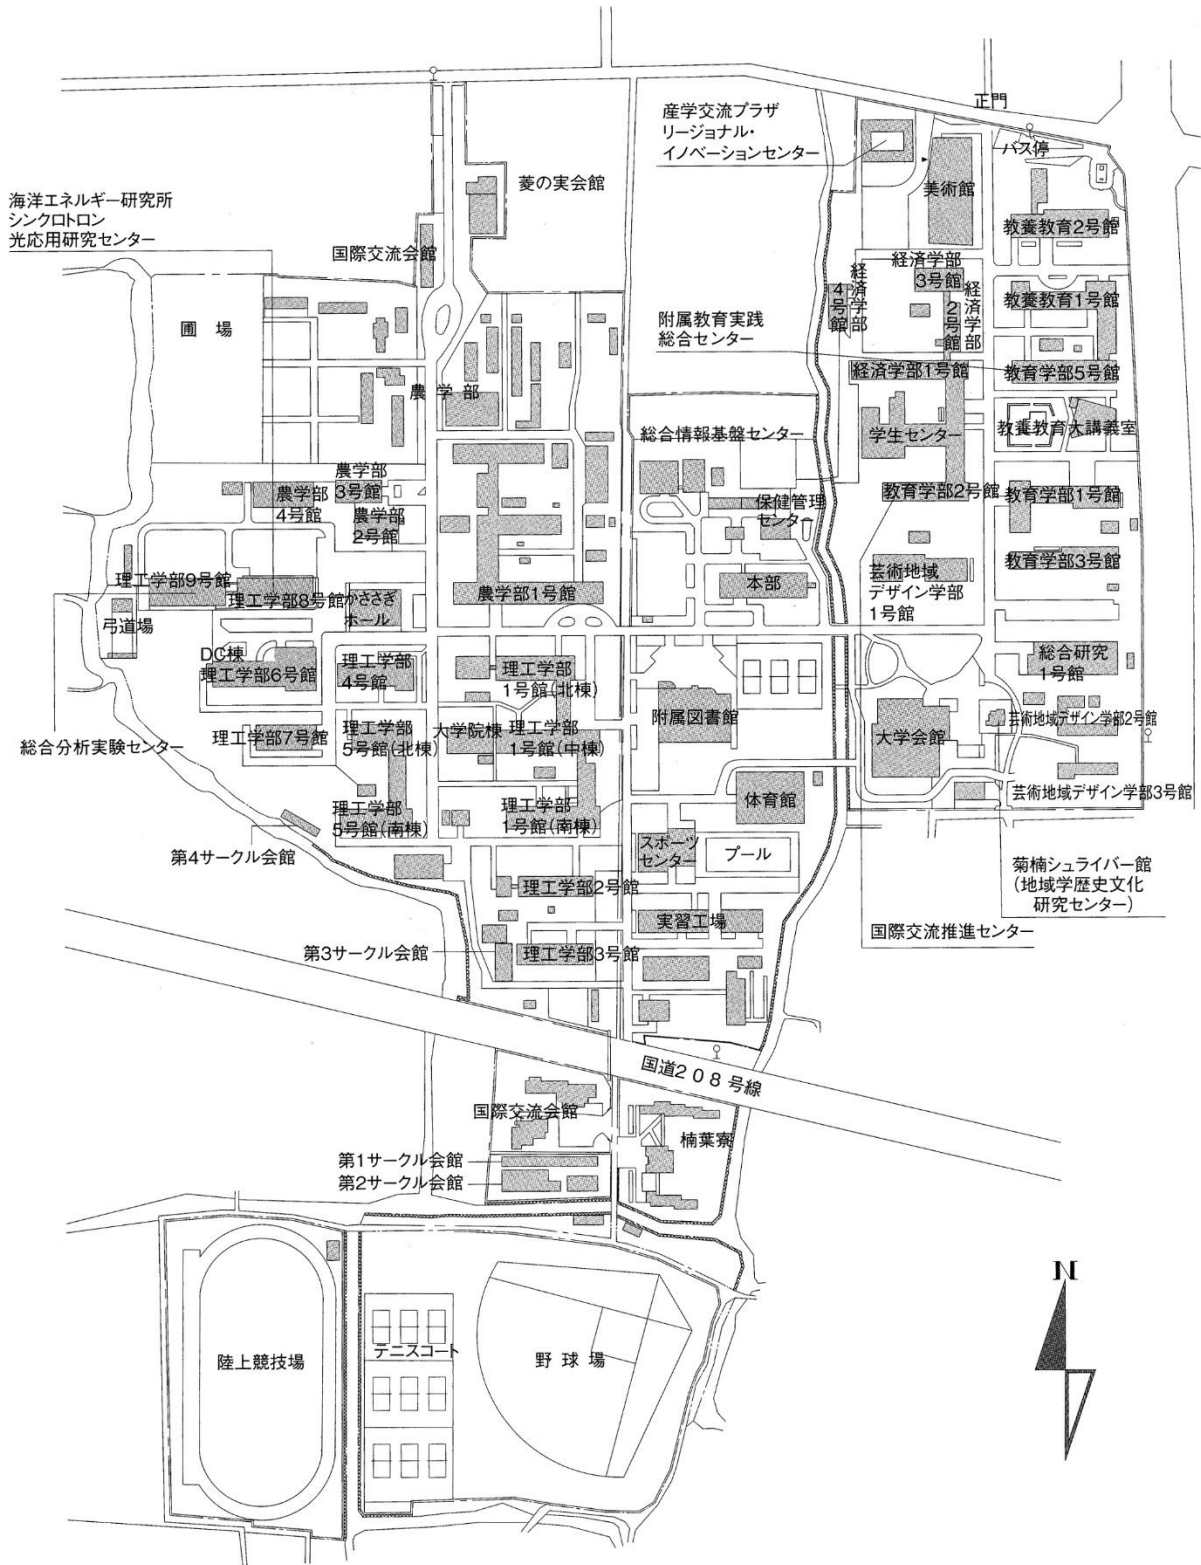 正門
バス停
産学交流プラザ
リージョナル・
イノベーションセンター
美術館
菱の実会館
海洋エネルギー研究所
シンクロトロン
光応用研究センター
国際交流会館
教養教育2号館
経済学部
3号館
経済学部
4号館
経済学部
2号館
教養教育1号館
圃場
附属教育実践
総合センター
経済学部1号館
教育学部5号館
農学部
総合情報基盤センター
学生センター
教養教育大講義室
農学部
3号館
農学部
4号館
農学部
2号館
保健管理
センター
教育学部2号館
教育学部1号館
教育学部3号館
理工学部9号館
理工学部8号館
かささぎ
ホール
農学部1号館
本部
芸術地域
デザイン学部
1号館
弓道場
DC棟
理工学部6号館
理工学部
4号館
理工学部
1号館(北棟)
総合研究
1号館
総合分析実験センター
理工学部7号館
理工学部
5号館(北棟)
大学院棟
理工学部
1号館(中棟)
附属図書館
大学会館
芸術地域デザイン学部2号館
芸術地域デザイン学部3号館
理工学部
5号館(南棟)
理工学部
1号館(南棟)
体育館
第4サークル会館
スポーツ
センター
プール
菊楠シュライバー館
(地域学歴史文化
研究センター)
理工学部2号館
実習工場
国際交流推進センター
第3サークル会館
理工学部3号館
国道208号線
国際交流会館
楠葉寮
第1サークル会館
第2サークル会館
N
陸上競技場
テニスコート
野球場